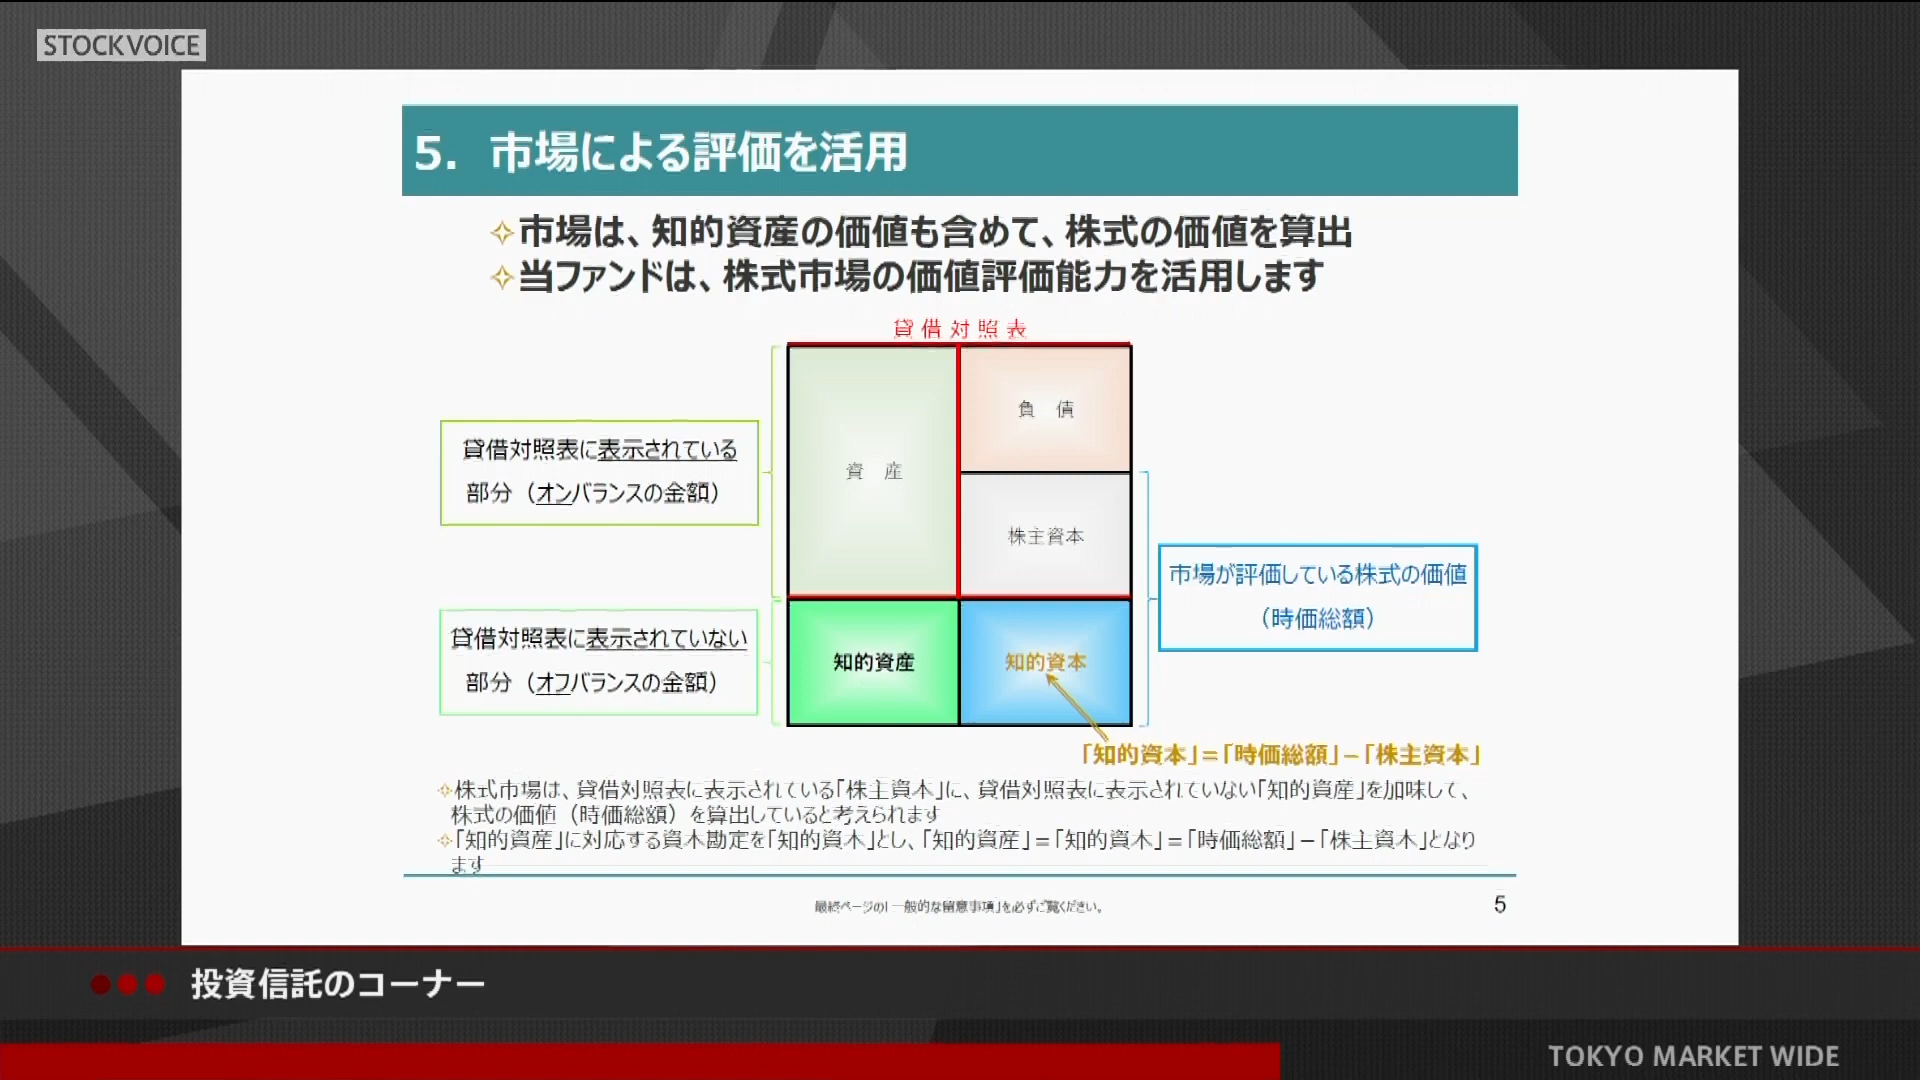 STOCKVOICE
5. 市場による評価を活用
市場は、知的資産の価値も含めて、株式の価値を算出
当ファンドは、株式市場の価値評価能力を活用します
貸借対照表
貸借対照表に表示されている
部分（オンバランスの金額）
資 産
負 債
株主資本
市場が評価している株式の価値
（時価総額）
貸借対照表に表示されていない
部分（オフバランスの金額）
知的資産
知的資本
「知的資本」=「時価総額」−「株主資本」
株式市場は、貸借対照表に表示されている「株主資本」に、貸借対照表に表示されていない「知的資産」を加味して、
株式の価値（時価総額）を算出していると考えられます
「知的資産」に対応する資本勘定を「知的資本」とし、「知的資産」=「知的資本」=「時価総額」−「株主資本」となり
ます
最終ページの「一般的な留意事項」を必ずご覧ください。
5
投資信託のコーナー
TOKYO MARKET WIDE